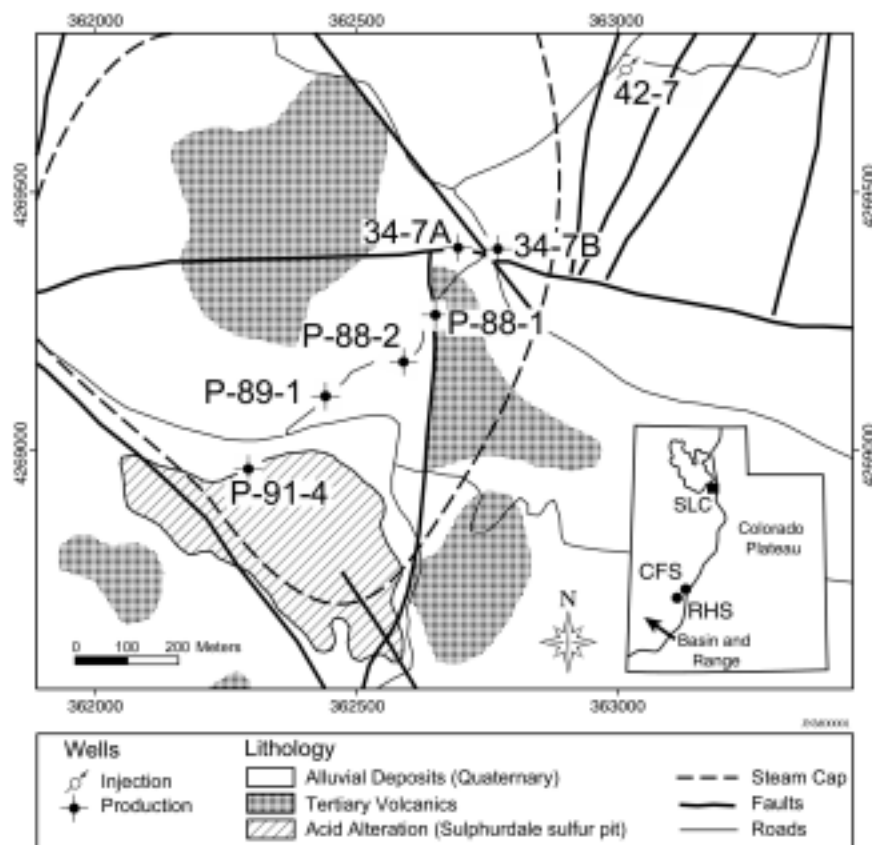 362000 362500 363000
42-7
4269500 4269500
34-7A 34-7B
P-88-1
P-88-2
P-89-1
4269000 4269000
P-91-4
SLC
Colorado
Plateau
CFS
RHS
N
Basin and
Range
0 100 200 Meters
362000 362500 363000
Wells
Injection
Production
Lithology
Alluvial Deposits (Quaternary)
Tertiary Volcanics
Acid Alteration (Sulphurdale sulfur pit)
Steam Cap
Faults
Roads